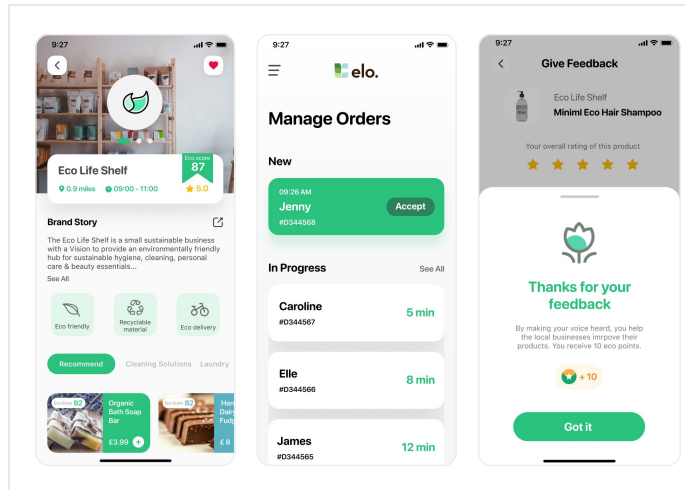 9:27
Eco Life Shelf
Eco score
87
0.9 miles
09:00 - 11:00
5.0
Brand Story
The Eco Life Shelf is a small sustainable business
with a Vision to provide an environmentally friendly
hub for sustainable hygiene, cleaning, personal
care & beauty essentials...
See All
Eco friendly
Recyclable
material
Eco delivery
Recommend
Cleaning Solutions
Laundry
Eco Score 92
Organic
Bath Soap
Bar
£3.99
Eco Score 82
Han
Dairy
Fudg
£ 8
9:27
elo.
Manage Orders
New
09:26 AM
Jenny
#D344568
Accept
In Progress
See All
Caroline
#D344567
5 min
Elle
#D344566
8 min
James
#D344565
12 min
9:27
Give Feedback
Eco Life Shelf
Miniml Eco Hair Shampoo
Your overall rating of this product
Thanks for your
feedback
By making your voice heard, you help
the local businesses imrpove their
products. You receive 10 eco points.
+ 10
Got it